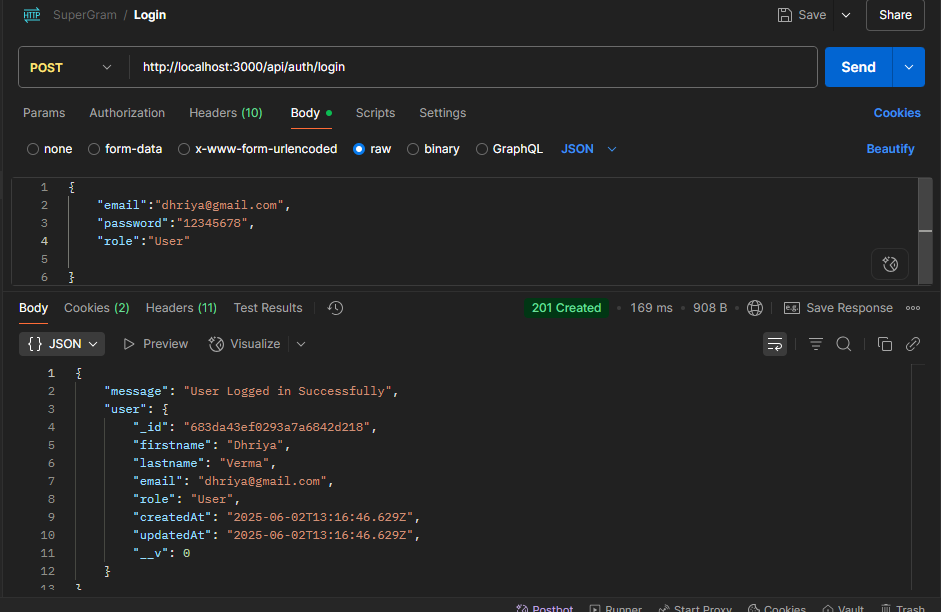 HTTP SuperGram / Login Save Share
POST http://localhost:3000/api/auth/login Send
Params Authorization Headers (10) Body Scripts Settings Cookies
none form-data x-www-form-urlencoded raw binary GraphQL JSON Beautify
1 {
2 "email":"dhriya@gmail.com",
3 "password":"12345678",
4 "role":"User"
5
6 }
Body Cookies (2) Headers (11) Test Results 201 Created • 169 ms • 908 B • e.g. Save Response
{} JSON Preview Visualize
1 {
2 "message": "User Logged in Successfully",
3 "user": {
4 "_id": "683da43ef0293a7a6842d218",
5 "firstname": "Dhriya",
6 "lastname": "Verma",
7 "email": "dhriya@gmail.com",
8 "role": "User",
9 "createdAt": "2025-06-02T13:16:46.629Z",
10 "updatedAt": "2025-06-02T13:16:46.629Z",
11 "__v": 0
12 }
13 }
Postbot Runner Start Proxy Cookies Vault Trash